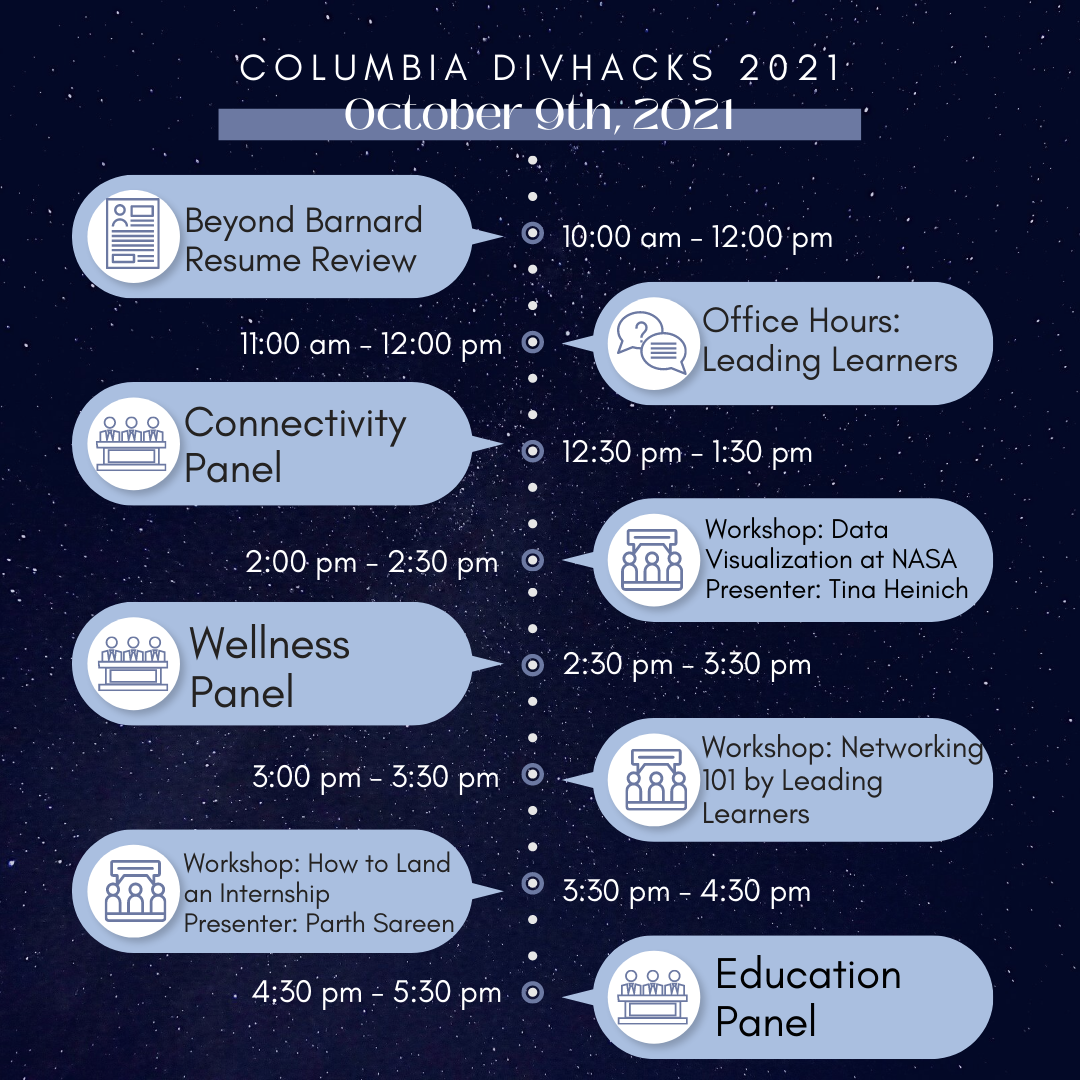 COLUMBIA DIVHACKS 2021
October 9th, 2021
Beyond Barnard
Resume Review
10:00 am - 12:00 pm
11:00 am - 12:00 pm
Office Hours:
Leading Learners
Connectivity
Panel
12:30 pm - 1:30 pm
2:00 pm - 2:30 pm
Workshop: Data
Visualization at NASA
Presenter: Tina Heinich
Wellness
Panel
2:30 pm - 3:30 pm
3:00 pm - 3:30 pm
Workshop: Networking
101 by Leading
Learners
Workshop: How to Land
an Internship
Presenter: Parth Sareen
3:30 pm - 4:30 pm
4:30 pm - 5:30 pm
Education
Panel